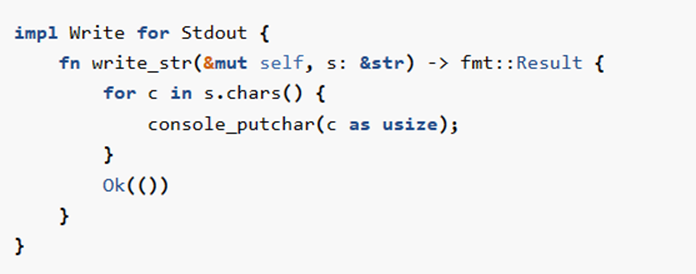 impl Write for Stdout {
    fn write_str(&mut self, s: &str) -> fmt::Result {
        for c in s.chars() {
            console_putchar(c as usize);
        }
        Ok(())
    }
}